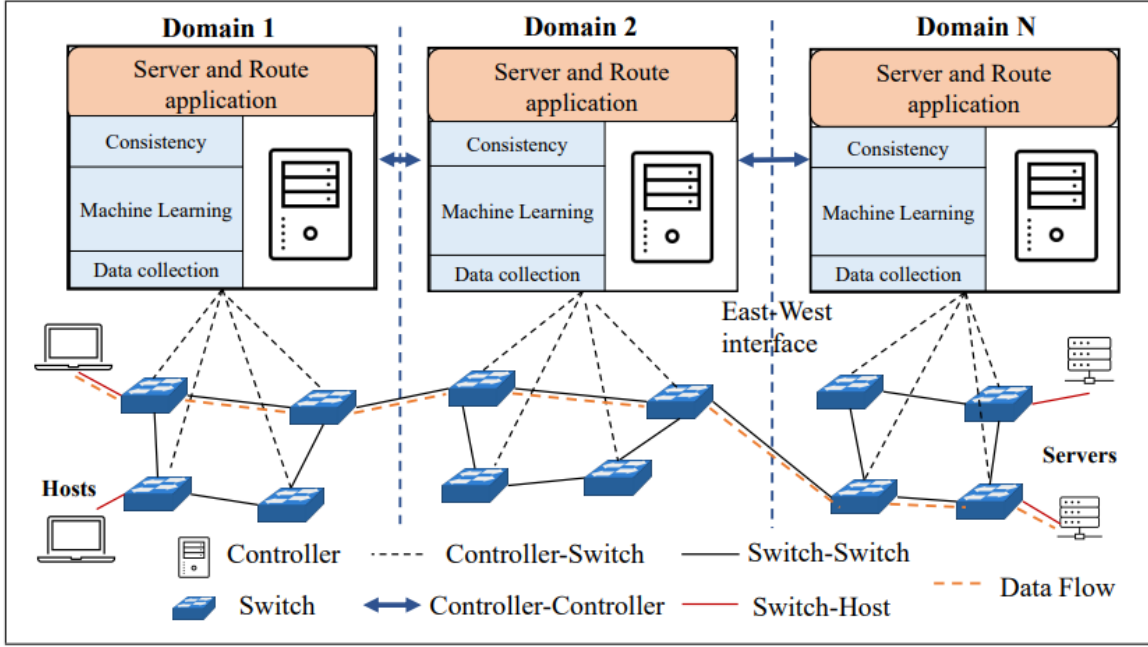 Domain 1
Domain 2
Domain N
Server and Route
application
Server and Route
application
Server and Route
application
Consistency
Machine Learning
Data collection
Consistency
Machine Learning
Data collection
Consistency
Machine Learning
Data collection
East-West
interface
Hosts
Servers
Controller
Controller-Switch
Switch-Switch
Data Flow
Switch
Controller-Controller
Switch-Host